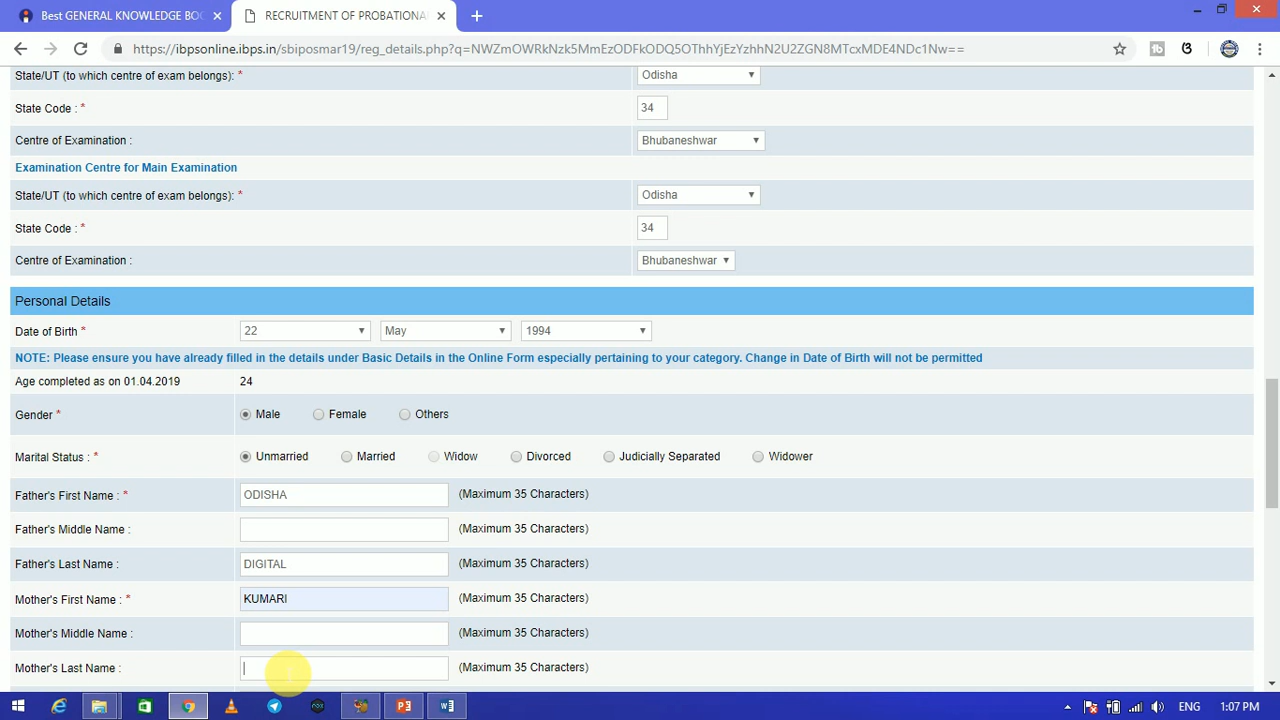 Best GENERAL KNOWLEDGE BO
RECRUITMENT OF PROBATIONA
https://ibpsonline.ibps.in/sbiposmar19/reg_details.php?q=NWZmOWRkNzk5MmEzODFkODQ5OThhYjEzYzhhN2U2ZGN8MTcxMDE4NDc1Nw==
State/UT (to which centre of exam belongs): * Odisha
State Code : * 34
Centre of Examination : Bhubaneshwar
Examination Centre for Main Examination
State/UT (to which centre of exam belongs): * Odisha
State Code : * 34
Centre of Examination : Bhubaneshwar
Personal Details
Date of Birth * 22 May 1994
NOTE: Please ensure you have already filled in the details under Basic Details in the Online Form especially pertaining to your category. Change in Date of Birth will not be permitted
Age completed as on 01.04.2019 24
Gender * Male Female Others
Marital Status : * Unmarried Married Widow Divorced Judicially Separated Widower
Father's First Name : * ODISHA (Maximum 35 Characters)
Father's Middle Name : (Maximum 35 Characters)
Father's Last Name : DIGITAL (Maximum 35 Characters)
Mother's First Name : * KUMARI (Maximum 35 Characters)
Mother's Middle Name : (Maximum 35 Characters)
Mother's Last Name : (Maximum 35 Characters)
ENG 1:07 PM